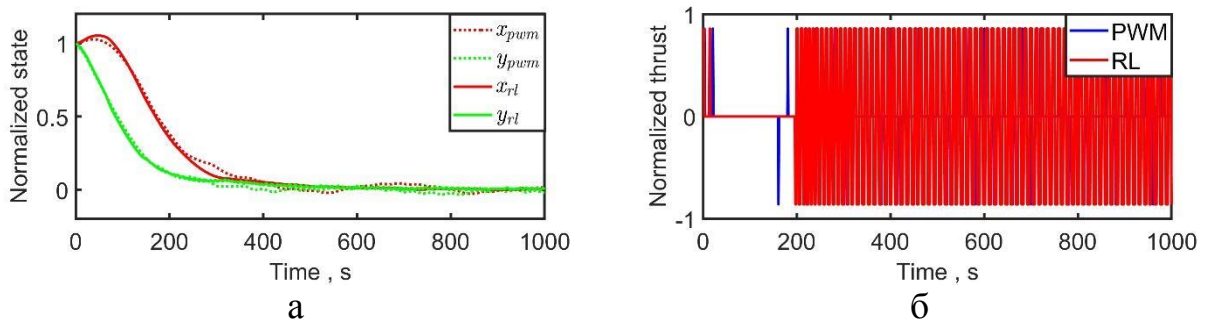 Normalized state
1
0.5
0
0 200 400 600 800 1000
Time , s
x_pwm
y_pwm
x_rl
y_rl
а
Normalized thrust
1
0
-1
0 200 400 600 800 1000
Time , s
PWM
RL
б